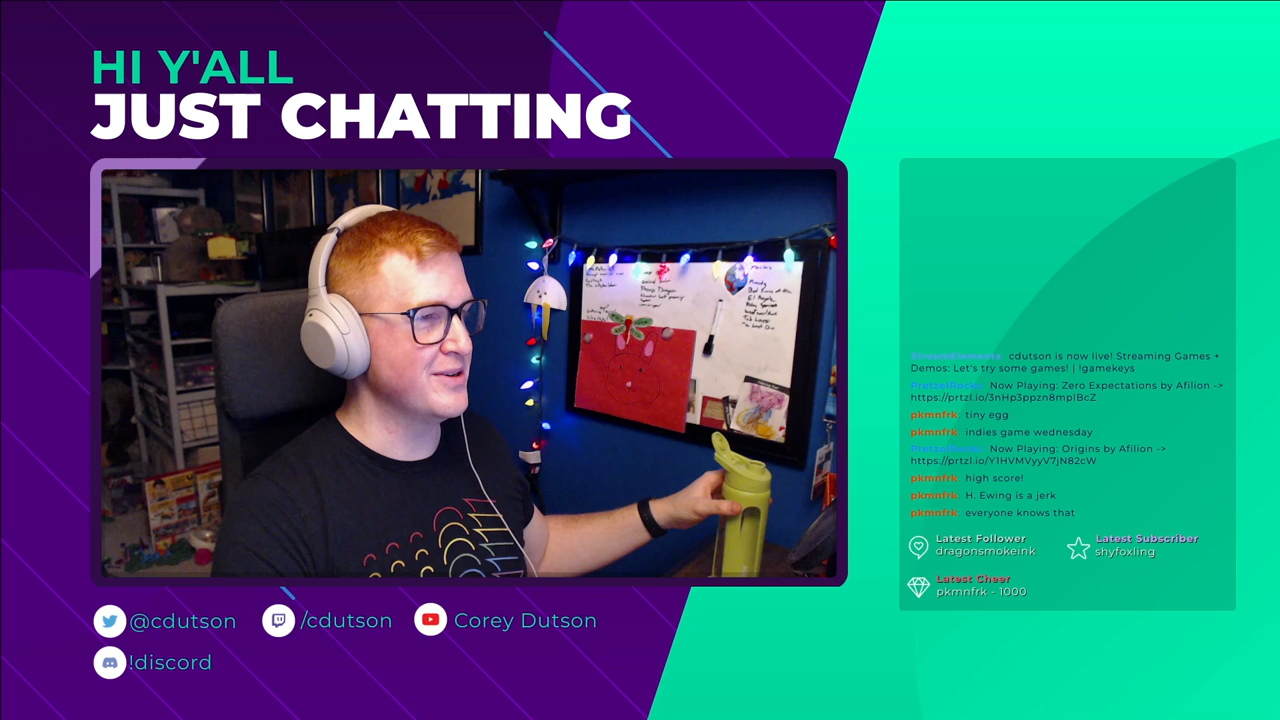 HI Y'ALL
JUST CHATTING
StreamElements cdutson is now live! Streaming Games +
Demos: Let's try some games! | !gamekeys
PretzelRocks Now Playing: Zero Expectations by Afilion ->
https://prtzl.io/3nHp3ppzn8mplBcZ
pkmnfrk tiny egg
pkmnfrk indies game wednesday
PretzelRocks Now Playing: Origins by Afilion ->
https://prtzl.io/Y1HVMVyyV7jN82cW
pkmnfrk high score!
pkmnfrk H. Ewing is a jerk
pkmnfrk everyone knows that
Latest Follower
dragonsmokeink
Latest Subscriber
shyfoxling
Latest Cheer
pkmnfrk - 1000
@cdutson
/cdutson
Corey Dutson
!discord